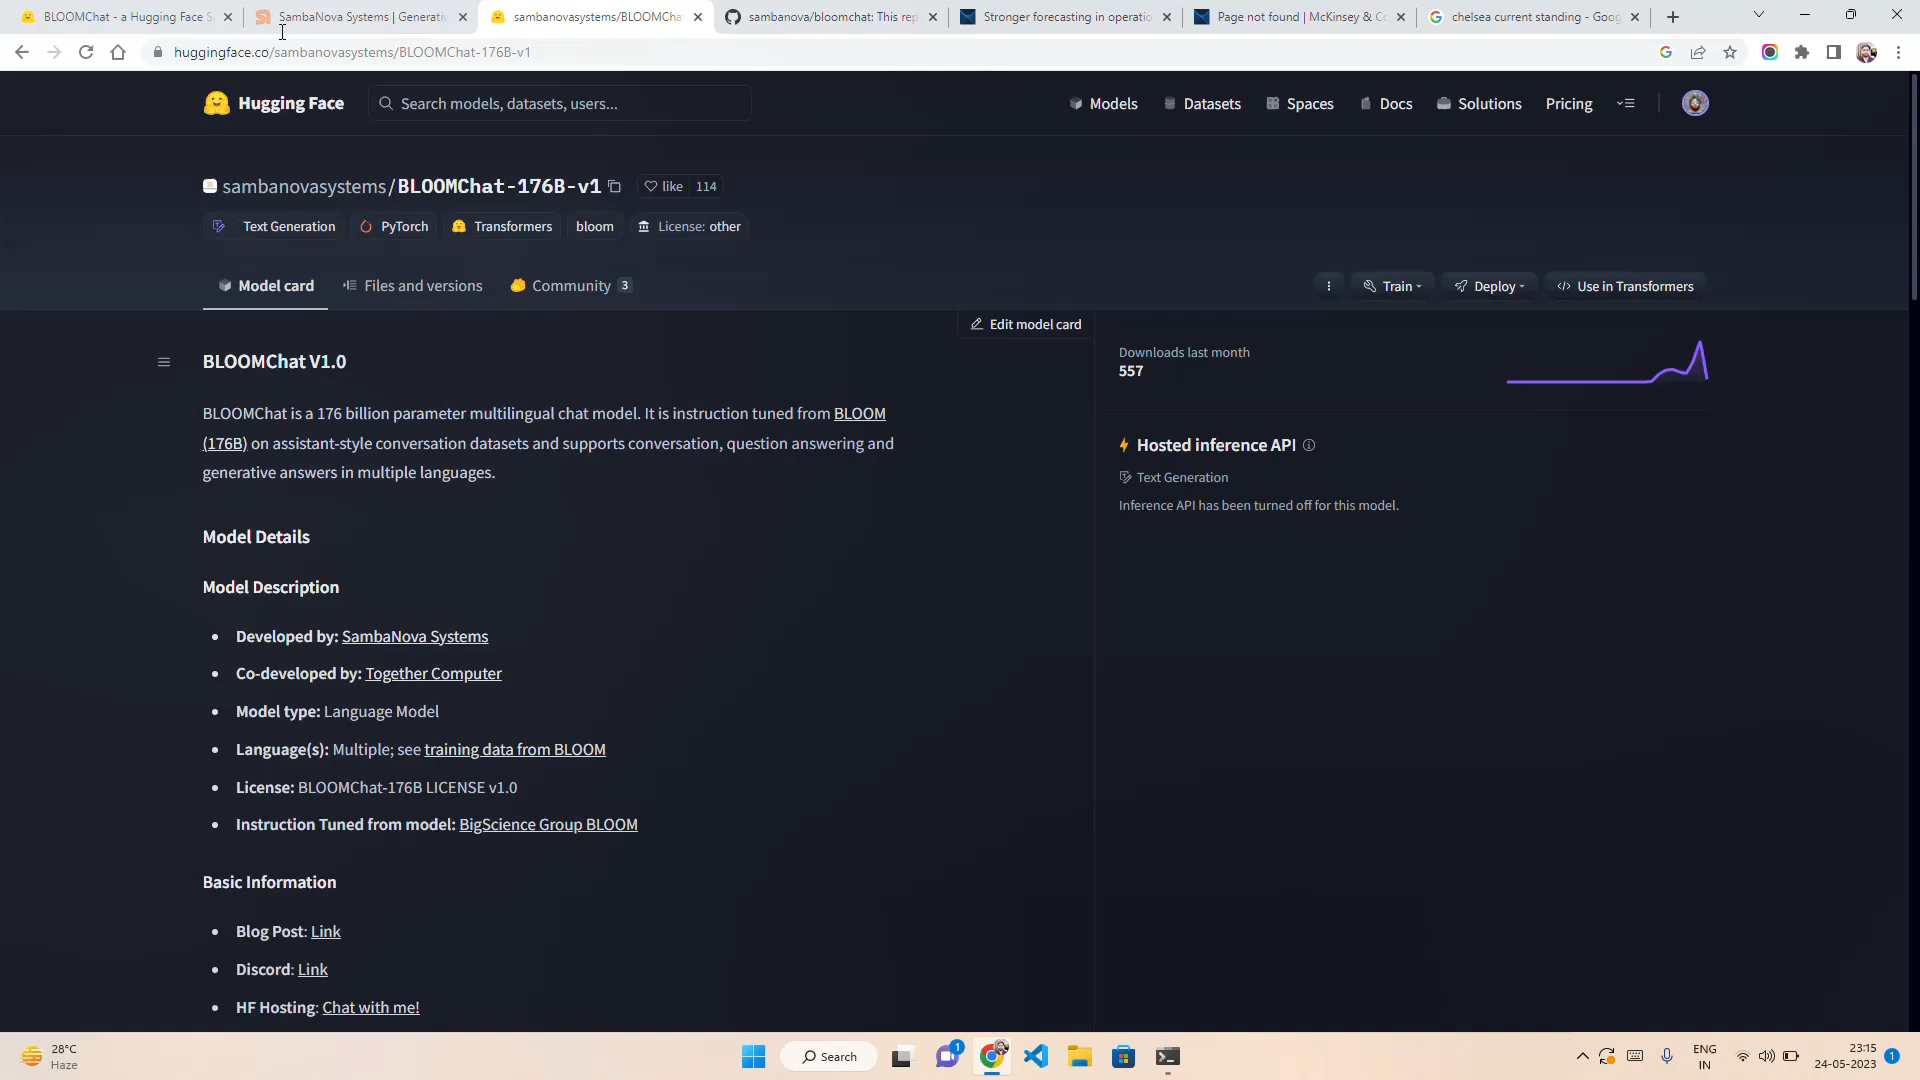 BLOOMChat - a Hugging Face S
SambaNova Systems | Generativ
sambanovasystems/BLOOMChat
sambanova/bloomchat: This rep
Stronger forecasting in operatio
Page not found | McKinsey & Co
chelsea current standing - Goog
huggingface.co/sambanovasystems/BLOOMChat-176B-v1
Hugging Face
Search models, datasets, users...
Models
Datasets
Spaces
Docs
Solutions
Pricing
sambanovasystems/BLOOMChat-176B-v1
like 114
Text Generation
PyTorch
Transformers
bloom
License: other
Model card
Files and versions
Community 3
Train
Deploy
Use in Transformers
Edit model card
BLOOMChat V1.0
BLOOMChat is a 176 billion parameter multilingual chat model. It is instruction tuned from BLOOM
(176B) on assistant-style conversation datasets and supports conversation, question answering and
generative answers in multiple languages.
Model Details
Model Description
Developed by: SambaNova Systems
Co-developed by: Together Computer
Model type: Language Model
Language(s): Multiple; see training data from BLOOM
License: BLOOMChat-176B LICENSE v1.0
Instruction Tuned from model: BigScience Group BLOOM
Basic Information
Blog Post: Link
Discord: Link
HF Hosting: Chat with me!
Downloads last month
557
Hosted inference API
Text Generation
Inference API has been turned off for this model.
28°C
Haze
Search
1
ENG
IN
23:15
24-05-2023
1